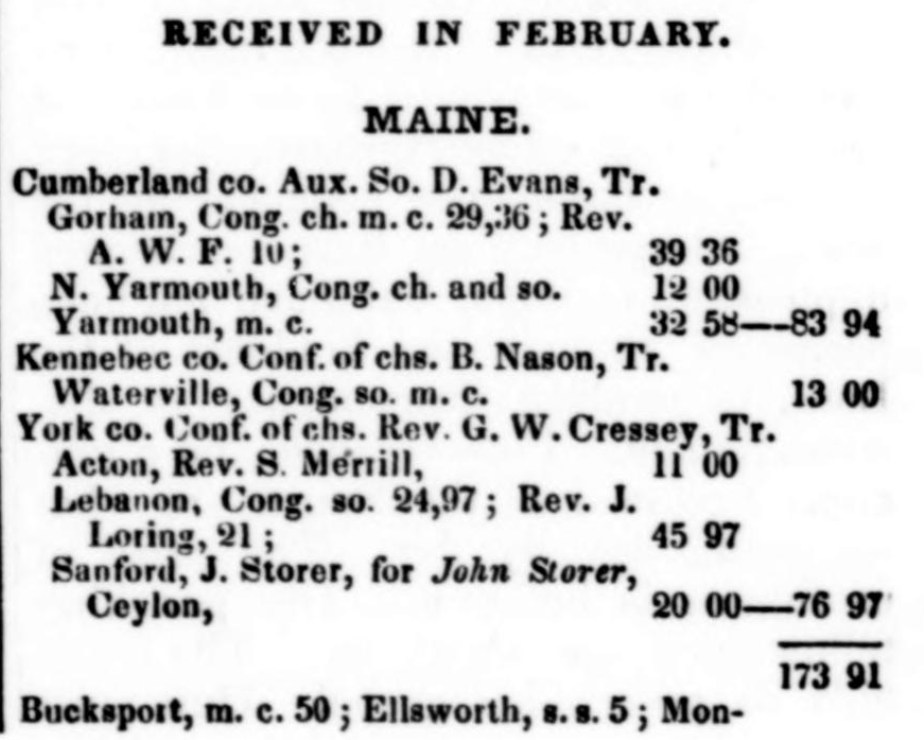 RECEIVED IN FEBRUARY.
MAINE.
Cumberland co. Aux. So. D. Evans, Tr.
Gorham, Cong. ch. m. c. 29,36; Rev.
A. W. F. 10; 39 36
N. Yarmouth, Cong. ch. and so. 12 00
Yarmouth, m. c. 32 58—83 94
Kennebec co. Conf. of chs. B. Nason, Tr.
Waterville, Cong. so. m. c. 13 00
York co. Conf. of chs. Rev. G. W. Cressey, Tr.
Acton, Rev. S. Merrill, 11 00
Lebanon, Cong. so. 24,97; Rev. J.
Loring, 21; 45 97
Sanford, J. Storer, for John Storer,
Ceylon, 20 00—76 97
173 91
Bucksport, m. c. 50; Ellsworth, s. s. 5; Mon-